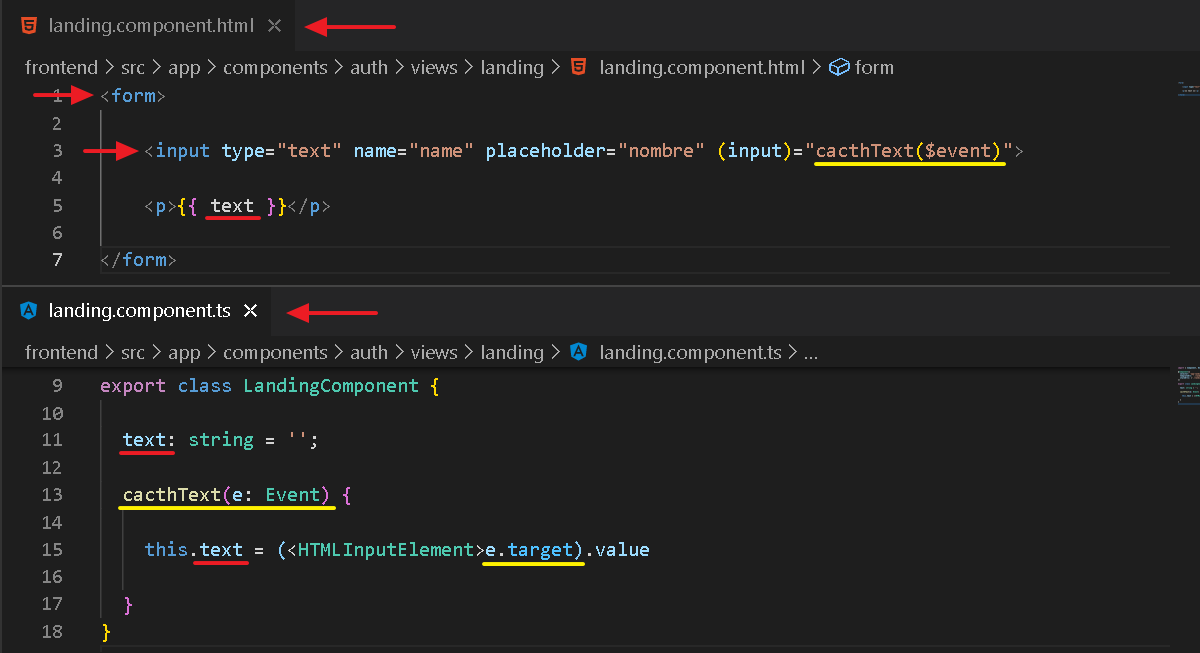 landing.component.html ×
frontend > src > app > components > auth > views > landing > landing.component.html > form
1 <form>
2
3 <input type="text" name="name" placeholder="nombre" (input)="cacthText($event)">
4
5 <p>{{ text }}</p>
6
7 </form>
landing.component.ts ×
frontend > src > app > components > auth > views > landing > landing.component.ts > ...
9 export class LandingComponent {
10
11 text: string = '';
12
13 cacthText(e: Event) {
14
15 this.text = (<HTMLInputElement>e.target).value
16
17 }
18 }